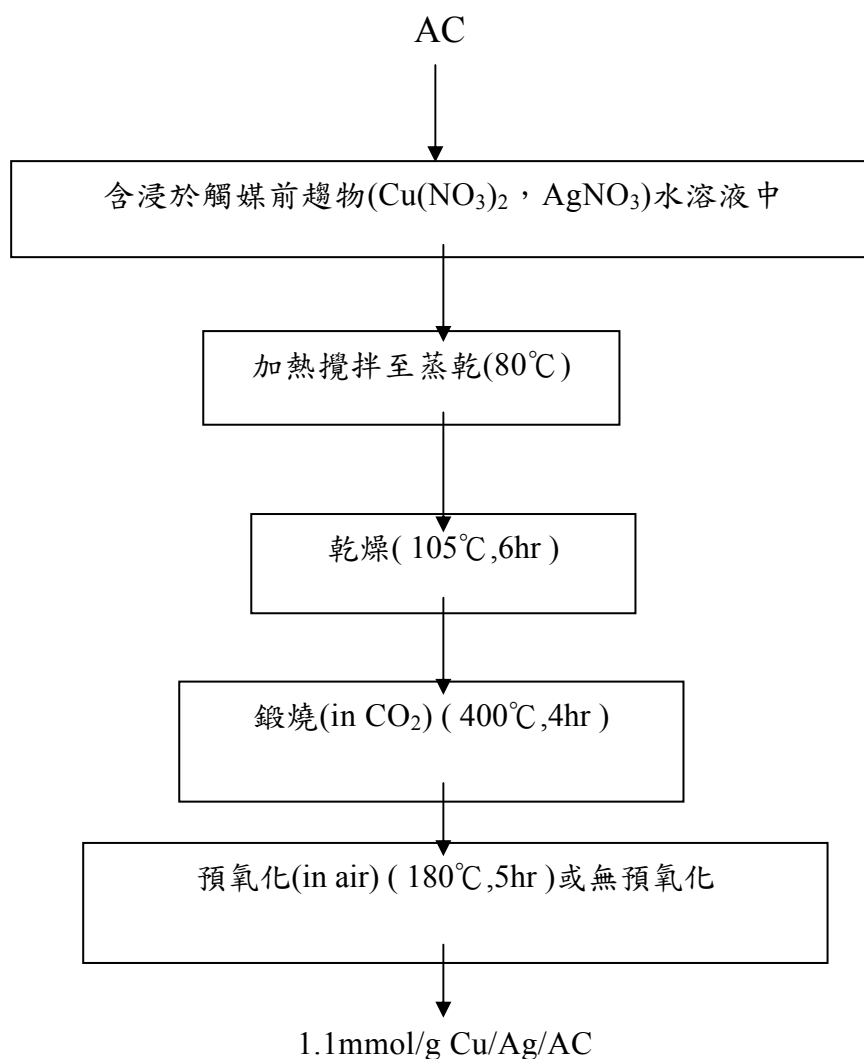 AC
含浸於觸媒前趨物(Cu(NO₃)₂，AgNO₃)水溶液中
加熱攪拌至蒸乾(80℃)
乾燥( 105℃,6hr )
鍛燒(in CO₂) ( 400℃,4hr )
預氧化(in air) ( 180℃,5hr )或無預氧化
1.1mmol/g Cu/Ag/AC